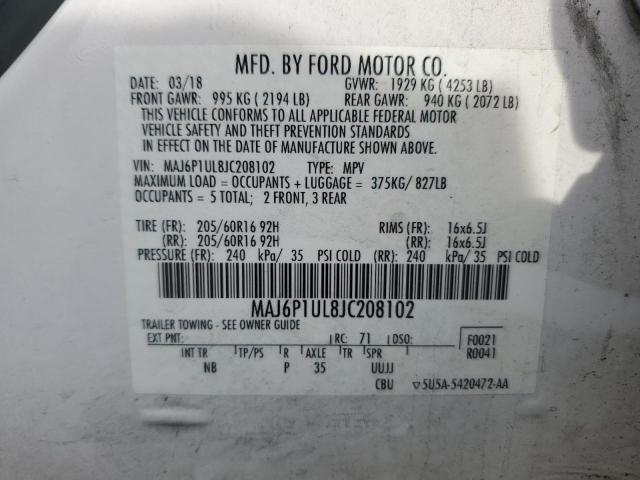 MFD. BY FORD MOTOR CO.
DATE: 03/18 GVWR: 1929 KG ( 4253 LB)
FRONT GAWR: 995 KG ( 2194 LB) REAR GAWR: 940 KG ( 2072 LB)
THIS VEHICLE CONFORMS TO ALL APPLICABLE FEDERAL MOTOR
VEHICLE SAFETY AND THEFT PREVENTION STANDARDS
IN EFFECT ON THE DATE OF MANUFACTURE SHOWN ABOVE.
VIN: MAJ6P1UL8JC208102 TYPE: MPV
MAXIMUM LOAD = OCCUPANTS + LUGGAGE = 375KG/ 827LB
OCCUPANTS = 5 TOTAL; 2 FRONT, 3 REAR
TIRE (FR): 205/60R16 92H RIMS (FR): 16x6.5J
(RR): 205/60R16 92H (RR): 16x6.5J
PRESSURE (FR): 240 kPa/ 35 PSI COLD (RR): 240 kPa/ 35 PSI COLD
MAJ6P1UL8JC208102
TRAILER TOWING - SEE OWNER GUIDE
EXT PNT: RC: 71 DSO: F0021
INT TR TP/PS R AXLE TR SPR R0041
NB P 35 UUJJ
CBU ▽5U5A-5420472-AA